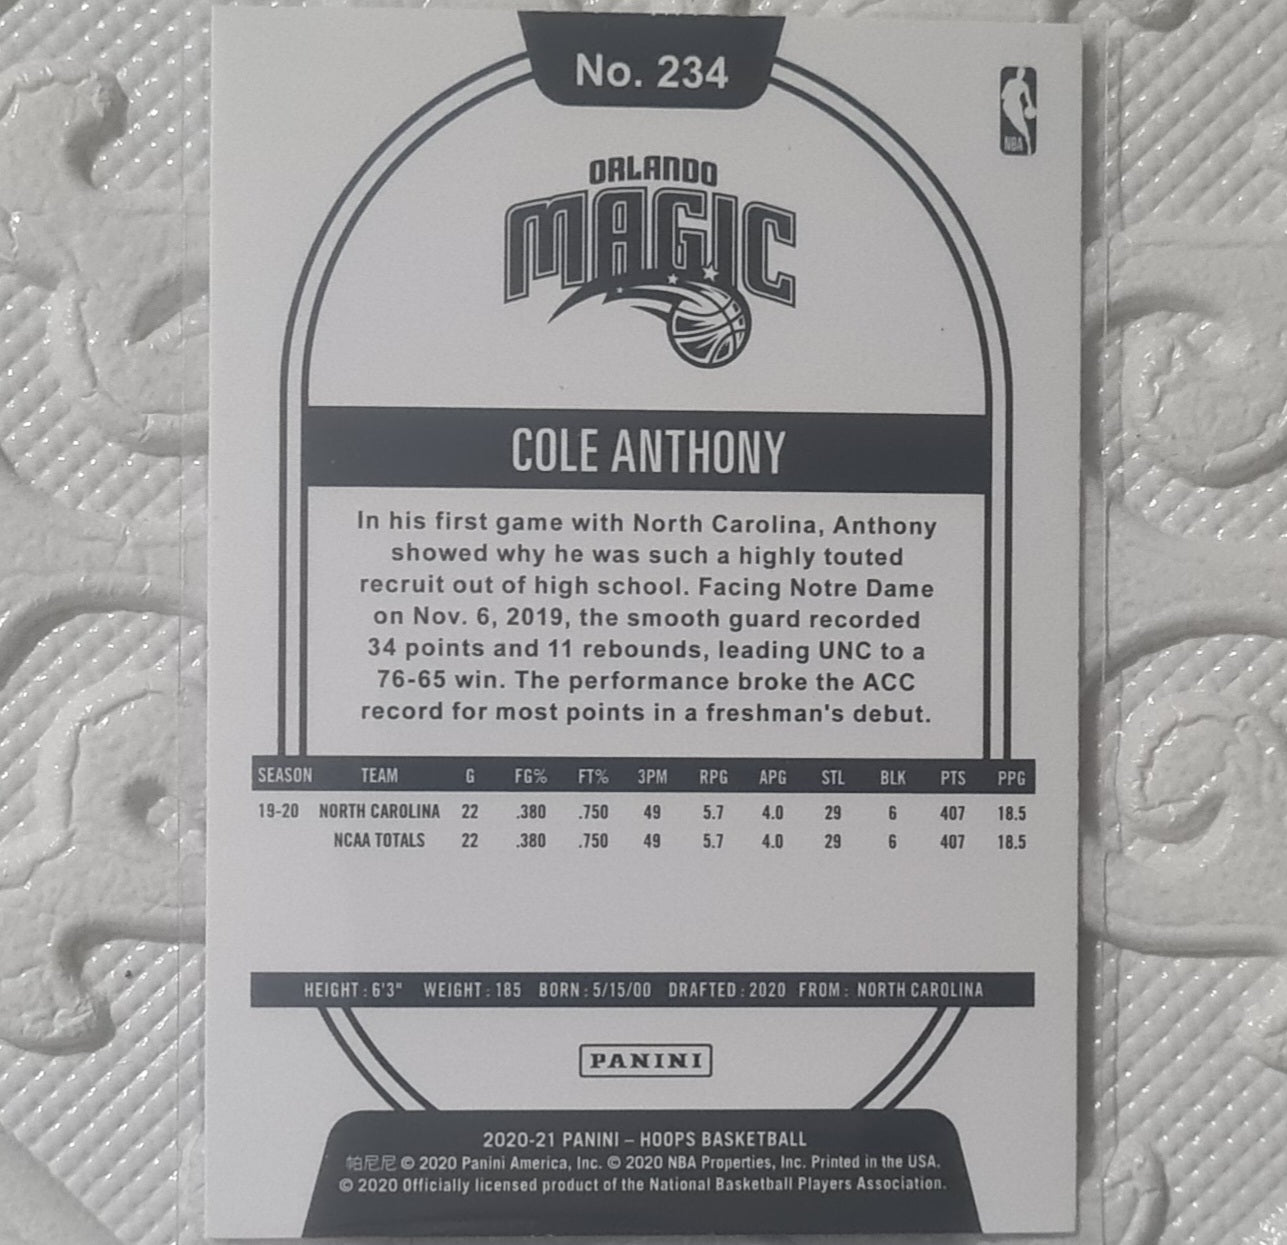 No. 234
NBA
ORLANDO
MAGIC
COLE ANTHONY
In his first game with North Carolina, Anthony
showed why he was such a highly touted
recruit out of high school. Facing Notre Dame
on Nov. 6, 2019, the smooth guard recorded
34 points and 11 rebounds, leading UNC to a
76-65 win. The performance broke the ACC
record for most points in a freshman's debut.
SEASON TEAM G FG% FT% 3PM RPG APG STL BLK PTS PPG
19-20 NORTH CAROLINA 22 .380 .750 49 5.7 4.0 29 6 407 18.5
NCAA TOTALS 22 .380 .750 49 5.7 4.0 29 6 407 18.5
HEIGHT : 6'3" WEIGHT : 185 BORN : 5/15/00 DRAFTED : 2020 FROM : NORTH CAROLINA
PANINI
2020-21 PANINI – HOOPS BASKETBALL
帕尼尼 © 2020 Panini America, Inc. © 2020 NBA Properties, Inc. Printed in the USA.
© 2020 Officially licensed product of the National Basketball Players Association.